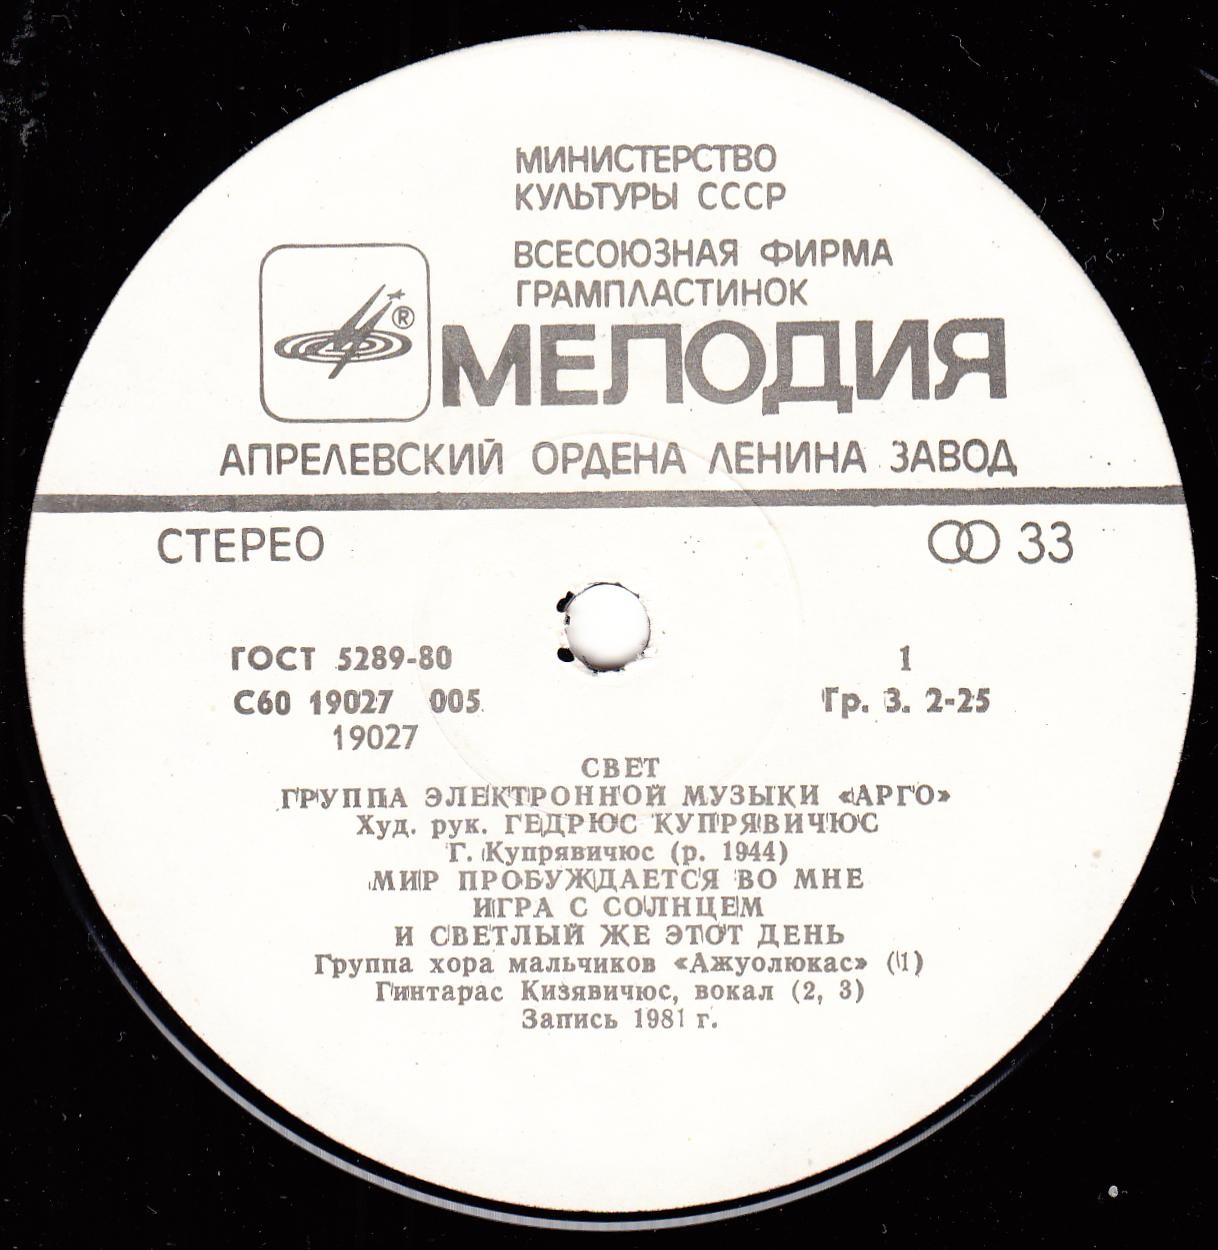 МИНИСТЕРСТВО
КУЛЬТУРЫ СССР
ВСЕСОЮЗНАЯ ФИРМА
ГРАМПЛАСТИНОК
®
МЕЛОДИЯ
АПРЕЛЕВСКИЙ ОРДЕНА ЛЕНИНА ЗАВОД
СТЕРЕО 33
ГОСТ 5289-80 1
С60 19027 005 Гр. 3. 2-25
19027
СВЕТ
ГРУППА ЭЛЕКТРОННОЙ МУЗЫКИ «АРГО»
Худ. рук. ГЕДРЮС КУПРЯВИЧЮС
Г. Купрявичюс (р. 1944)
МИР ПРОБУЖДАЕТСЯ ВО МНЕ
ИГРА С СОЛНЦЕМ
И СВЕТЛЫЙ ЖЕ ЭТОТ ДЕНЬ
Группа хора мальчиков «Ажуолюкас» (1)
Гинтарас Кизявичюс, вокал (2, 3)
Запись 1981 г.